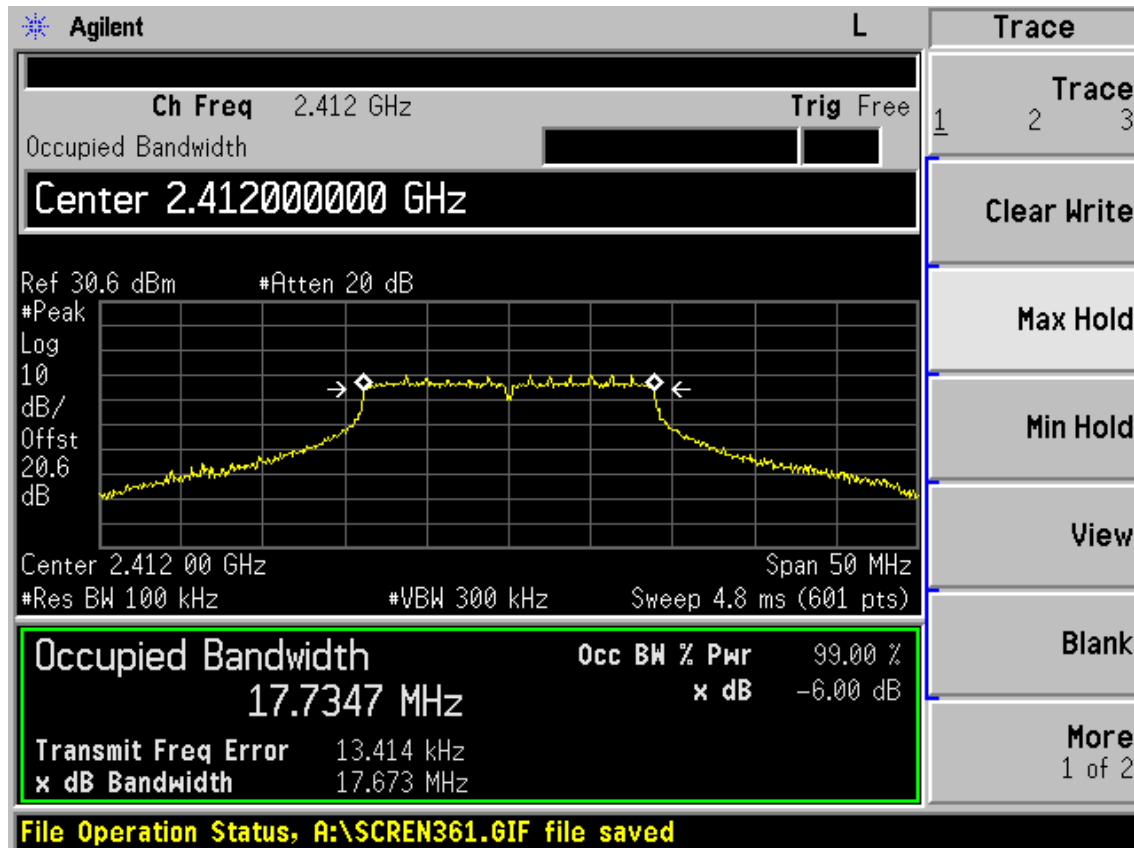 Agilent L Trace
Ch Freq 2.412 GHz Trig Free
Occupied Bandwidth
Center 2.412000000 GHz
Ref 30.6 dBm #Atten 20 dB
#Peak
Log
10
dB/
Offst
20.6
dB
Center 2.412 00 GHz Span 50 MHz
#Res BW 100 kHz #VBW 300 kHz Sweep 4.8 ms (601 pts)
Occupied Bandwidth
17.7347 MHz
Occ BW % Pwr 99.00 %
x dB -6.00 dB
Transmit Freq Error 13.414 kHz
x dB Bandwidth 17.673 MHz
Trace
1 2 3
Clear Write
Max Hold
Min Hold
View
Blank
More
1 of 2
File Operation Status, A:\SCREN361.GIF file saved